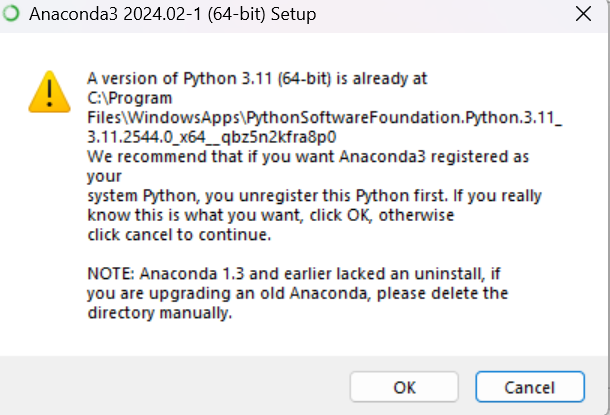 Anaconda3 2024.02-1 (64-bit) Setup
A version of Python 3.11 (64-bit) is already at
C:\Program
Files\WindowsApps\PythonSoftwareFoundation.Python.3.11_
3.11.2544.0_x64__qbz5n2kfra8p0
We recommend that if you want Anaconda3 registered as
your
system Python, you unregister this Python first. If you really
know this is what you want, click OK, otherwise
click cancel to continue.
NOTE: Anaconda 1.3 and earlier lacked an uninstall, if
you are upgrading an old Anaconda, please delete the
directory manually.
OK
Cancel